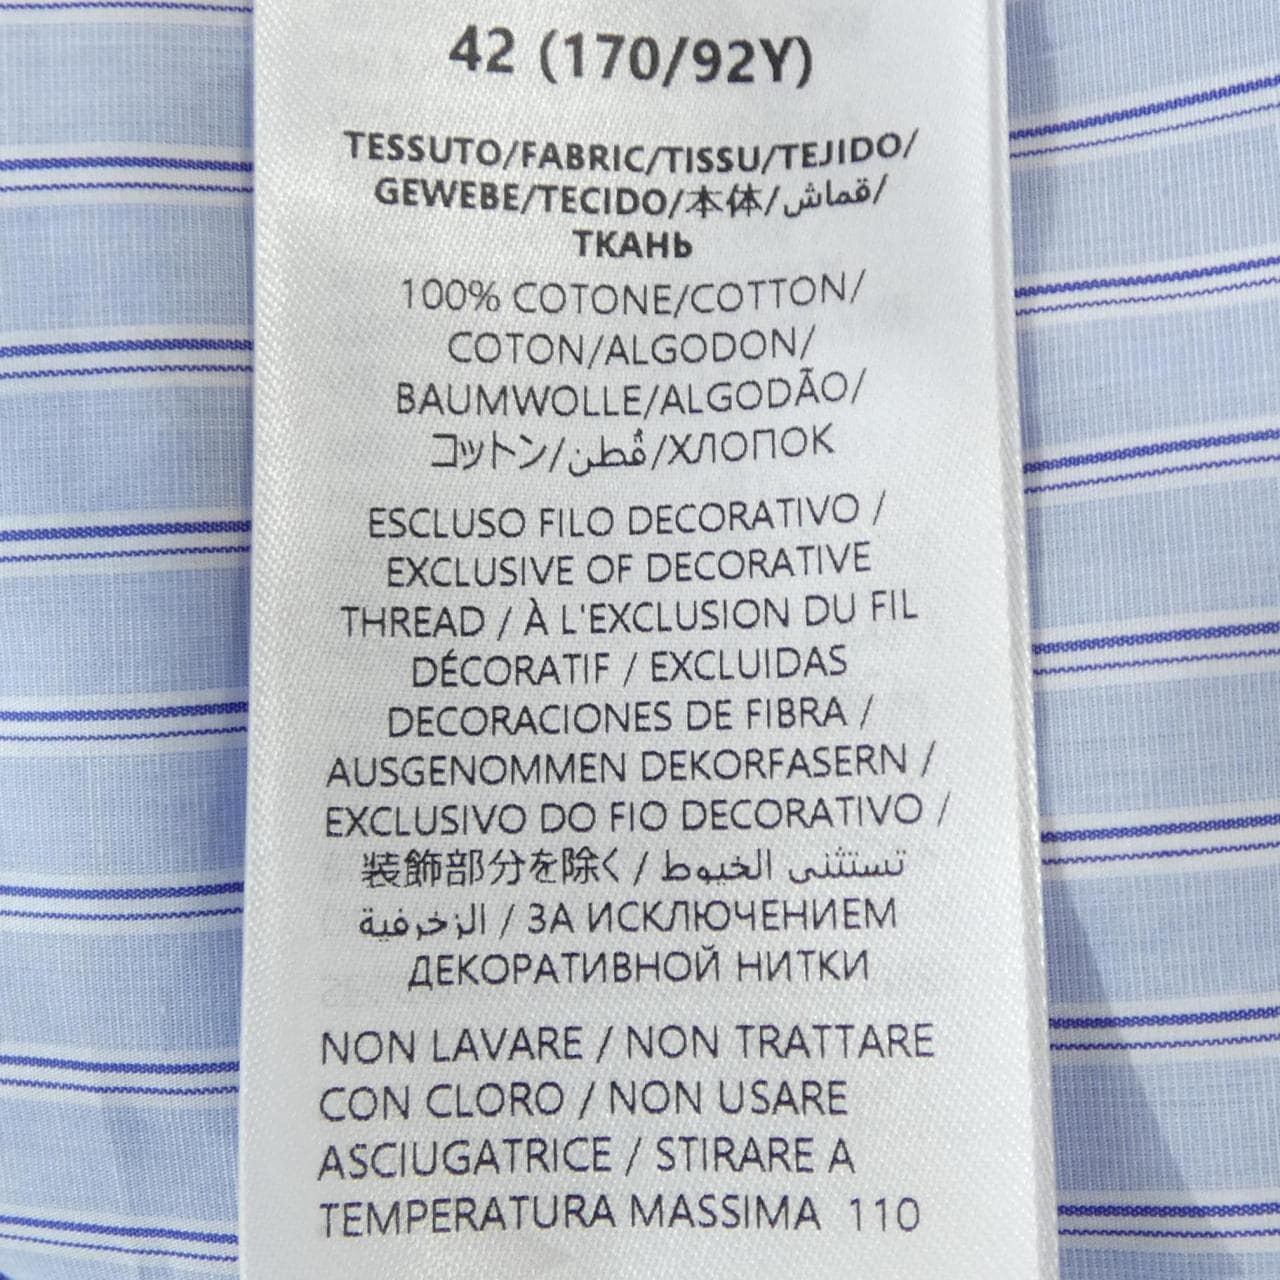 42 (170/92Y)
TESSUTO/FABRIC/TISSU/TEJIDO/
GEWEBE/TECIDO/本体/قماش/
ТКАНЬ
100% COTONE/COTTON/
COTON/ALGODON/
BAUMWOLLE/ALGODÃO/
コットン/قُطن/ХЛОПОК
ESCLUSO FILO DECORATIVO /
EXCLUSIVE OF DECORATIVE
THREAD / À L'EXCLUSION DU FIL
DÉCORATIF / EXCLUIDAS
DECORACIONES DE FIBRA /
AUSGENOMMEN DEKORFASERN /
EXCLUSIVO DO FIO DECORATIVO /
装飾部分を除く / تستثنى الخيوط
الزخرفية / ЗА ИСКЛЮЧЕНИЕМ
ДЕКОРАТИВНОЙ НИТКИ
NON LAVARE / NON TRATTARE
CON CLORO / NON USARE
ASCIUGATRICE / STIRARE A
TEMPERATURA MASSIMA 110